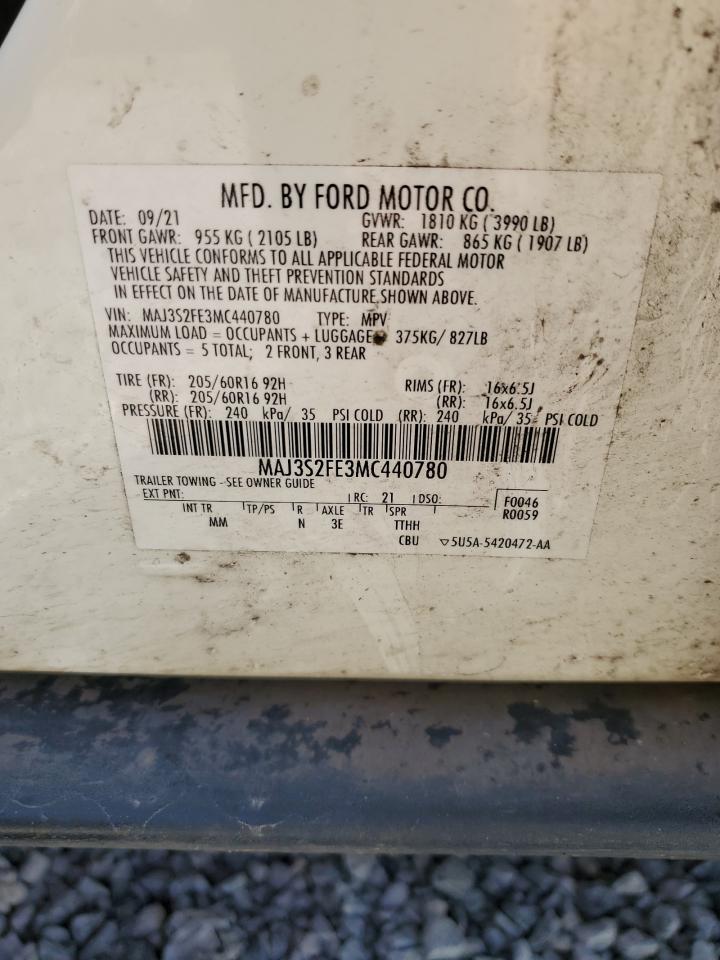 MFD. BY FORD MOTOR CO.
DATE: 09/21 GVWR: 1810 KG ( 3990 LB)
FRONT GAWR: 955 KG ( 2105 LB) REAR GAWR: 865 KG ( 1907 LB)
THIS VEHICLE CONFORMS TO ALL APPLICABLE FEDERAL MOTOR
VEHICLE SAFETY AND THEFT PREVENTION STANDARDS
IN EFFECT ON THE DATE OF MANUFACTURE SHOWN ABOVE.
VIN: MAJ3S2FE3MC440780 TYPE: MPV
MAXIMUM LOAD = OCCUPANTS + LUGGAGE = 375KG/ 827LB
OCCUPANTS = 5 TOTAL; 2 FRONT, 3 REAR
TIRE (FR): 205/60R16 92H RIMS (FR): 16x6.5J
(RR): 205/60R16 92H (RR): 16x6.5J
PRESSURE (FR): 240 kPa/ 35 PSI COLD (RR): 240 kPa/ 35 PSI COLD
MAJ3S2FE3MC440780
TRAILER TOWING - SEE OWNER GUIDE
EXT PNT: RC: 21 DSO: F0046
INT TR TP/PS R AXLE TR SPR R0059
MM N 3E TTHH
CBU ▽5U5A-5420472-AA